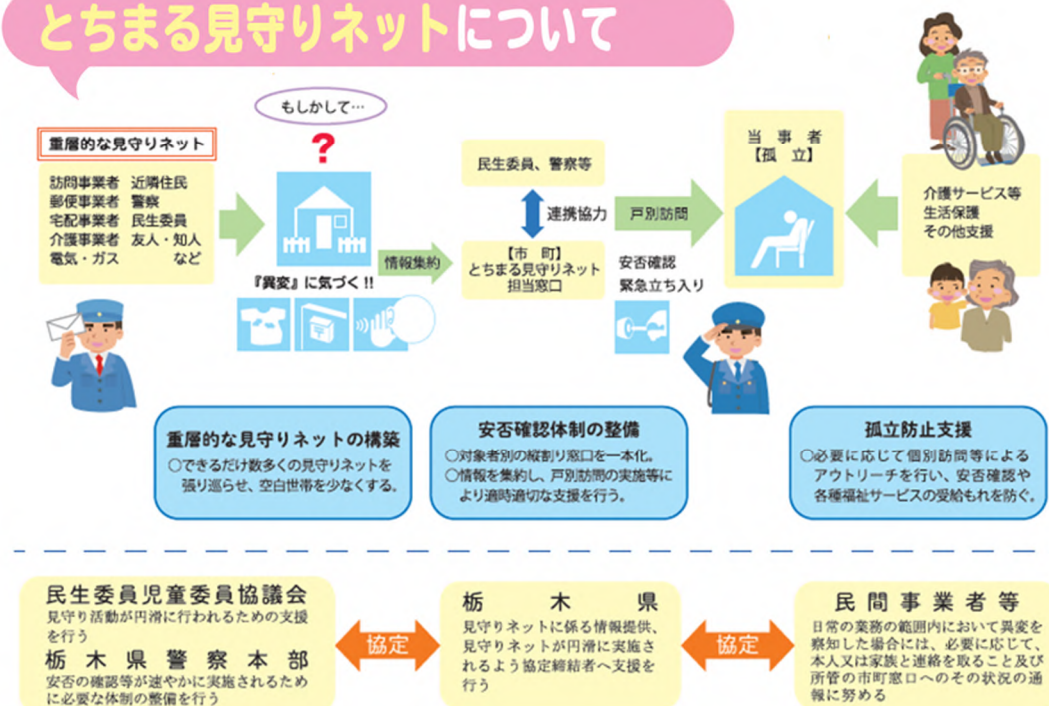 とちまる見守りネットについて
もしかして…
?
重層的な見守りネット
訪問事業者 近隣住民
郵便事業者 警察
宅配事業者 民生委員
介護事業者 友人・知人
電気・ガス など
『異変』に気づく!!
情報集約
民生委員、警察等
連携協力
【市 町】
とちまる見守りネット
担当窓口
戸別訪問
安否確認
緊急立ち入り
当 事 者
【孤 立】
介護サービス等
生活保護
その他支援
重層的な見守りネットの構築
○できるだけ数多くの見守りネットを
張り巡らせ、空白世帯を少なくする。
安否確認体制の整備
○対象者別の縦割り窓口を一本化。
○情報を集約し、戸別訪問の実施等に
より適時適切な支援を行う。
孤立防止支援
○必要に応じて個別訪問等による
アウトリーチを行い、安否確認や
各種福祉サービスの受給もれを防ぐ。
民生委員児童委員協議会
見守り活動が円滑に行われるための支援
を行う
栃木県警察本部
安否の確認等が速やかに実施されるため
に必要な体制の整備を行う
協定
栃 木 県
見守りネットに係る情報提供、
見守りネットが円滑に実施さ
れるよう協定締結者へ支援を
行う
協定
民間事業者等
日常の業務の範囲内において異変を
察知した場合には、必要に応じて、
本人又は家族と連絡を取ること及び
所管の市町窓口へのその状況の通
報に努める